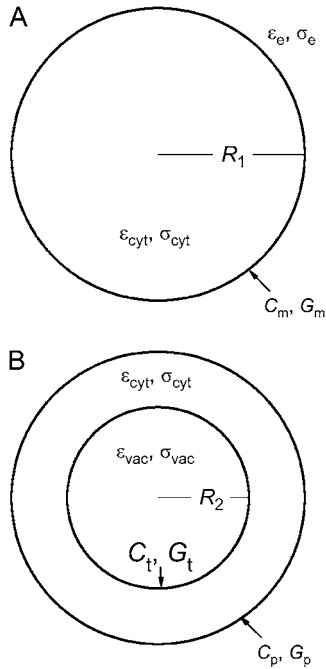 A
εe, σe
R1
εcyt, σcyt
Cm, Gm
B
εcyt, σcyt
εvac, σvac
R2
Ct, Gt
Cp, Gp